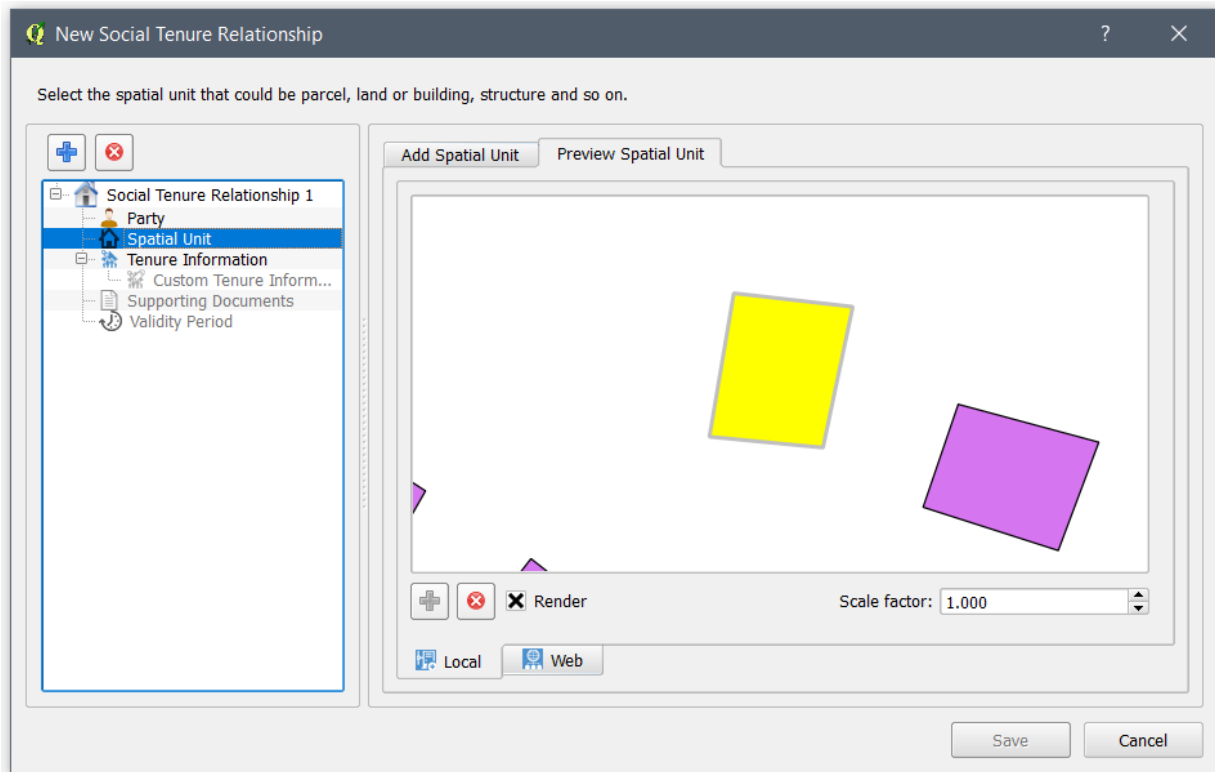 New Social Tenure Relationship
Select the spatial unit that could be parcel, land or building, structure and so on.
Social Tenure Relationship 1
Party
Spatial Unit
Tenure Information
Custom Tenure Inform...
Supporting Documents
Validity Period
Add Spatial Unit
Preview Spatial Unit
Render
Scale factor: 1.000
Local
Web
Save
Cancel